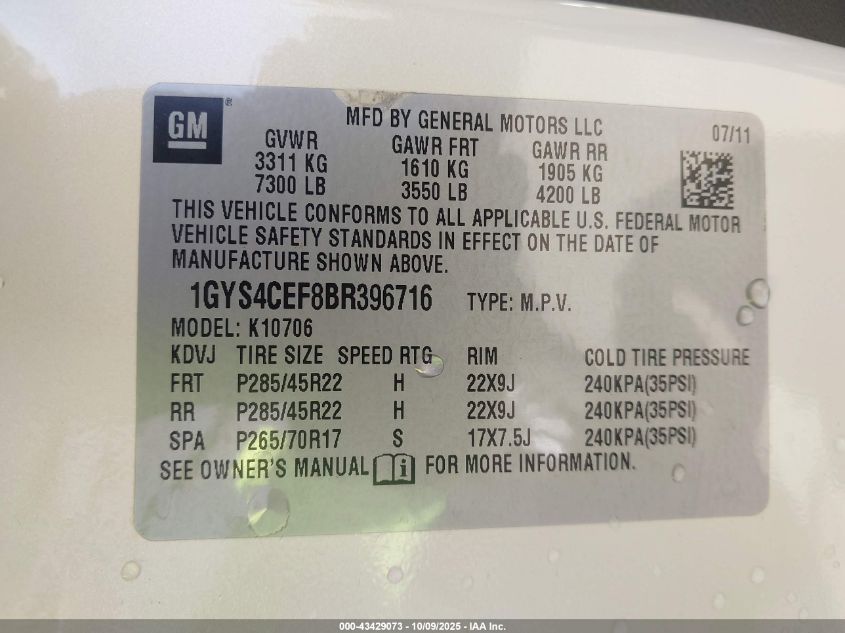 GM ®
MFD BY GENERAL MOTORS LLC 07/11
GVWR GAWR FRT GAWR RR
3311 KG 1610 KG 1905 KG
7300 LB 3550 LB 4200 LB
THIS VEHICLE CONFORMS TO ALL APPLICABLE U.S. FEDERAL MOTOR
VEHICLE SAFETY STANDARDS IN EFFECT ON THE DATE OF
MANUFACTURE SHOWN ABOVE.
1GYS4CEF8BR396716 TYPE: M.P.V.
MODEL: K10706
KDVJ TIRE SIZE SPEED RTG RIM COLD TIRE PRESSURE
FRT P285/45R22 H 22X9J 240KPA(35PSI)
RR P285/45R22 H 22X9J 240KPA(35PSI)
SPA P265/70R17 S 17X7.5J 240KPA(35PSI)
SEE OWNER'S MANUAL FOR MORE INFORMATION.
000-43429073 - 10/09/2025 - IAA Inc.